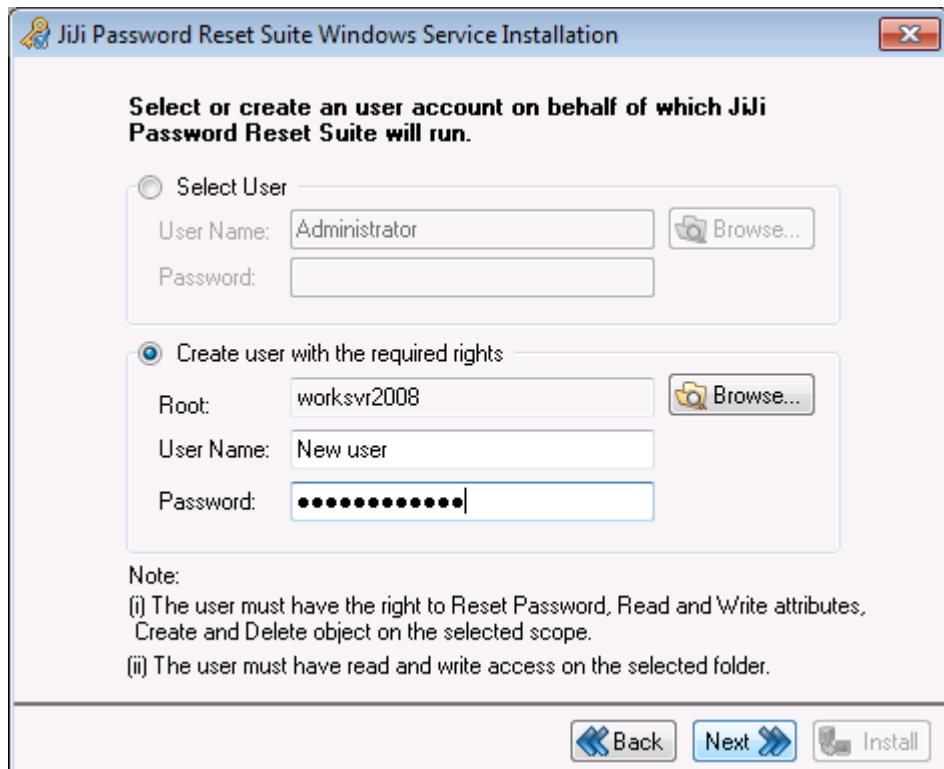 JiJi Password Reset Suite Windows Service Installation
Select or create an user account on behalf of which JiJi
Password Reset Suite will run.
Select User
User Name: Administrator Browse...
Password:
Create user with the required rights
Root: worksvr2008 Browse...
User Name: New user
Password: ●●●●●●●●●●●●
Note:
(i) The user must have the right to Reset Password, Read and Write attributes,
Create and Delete object on the selected scope.
(ii) The user must have read and write access on the selected folder.
Back Next Install